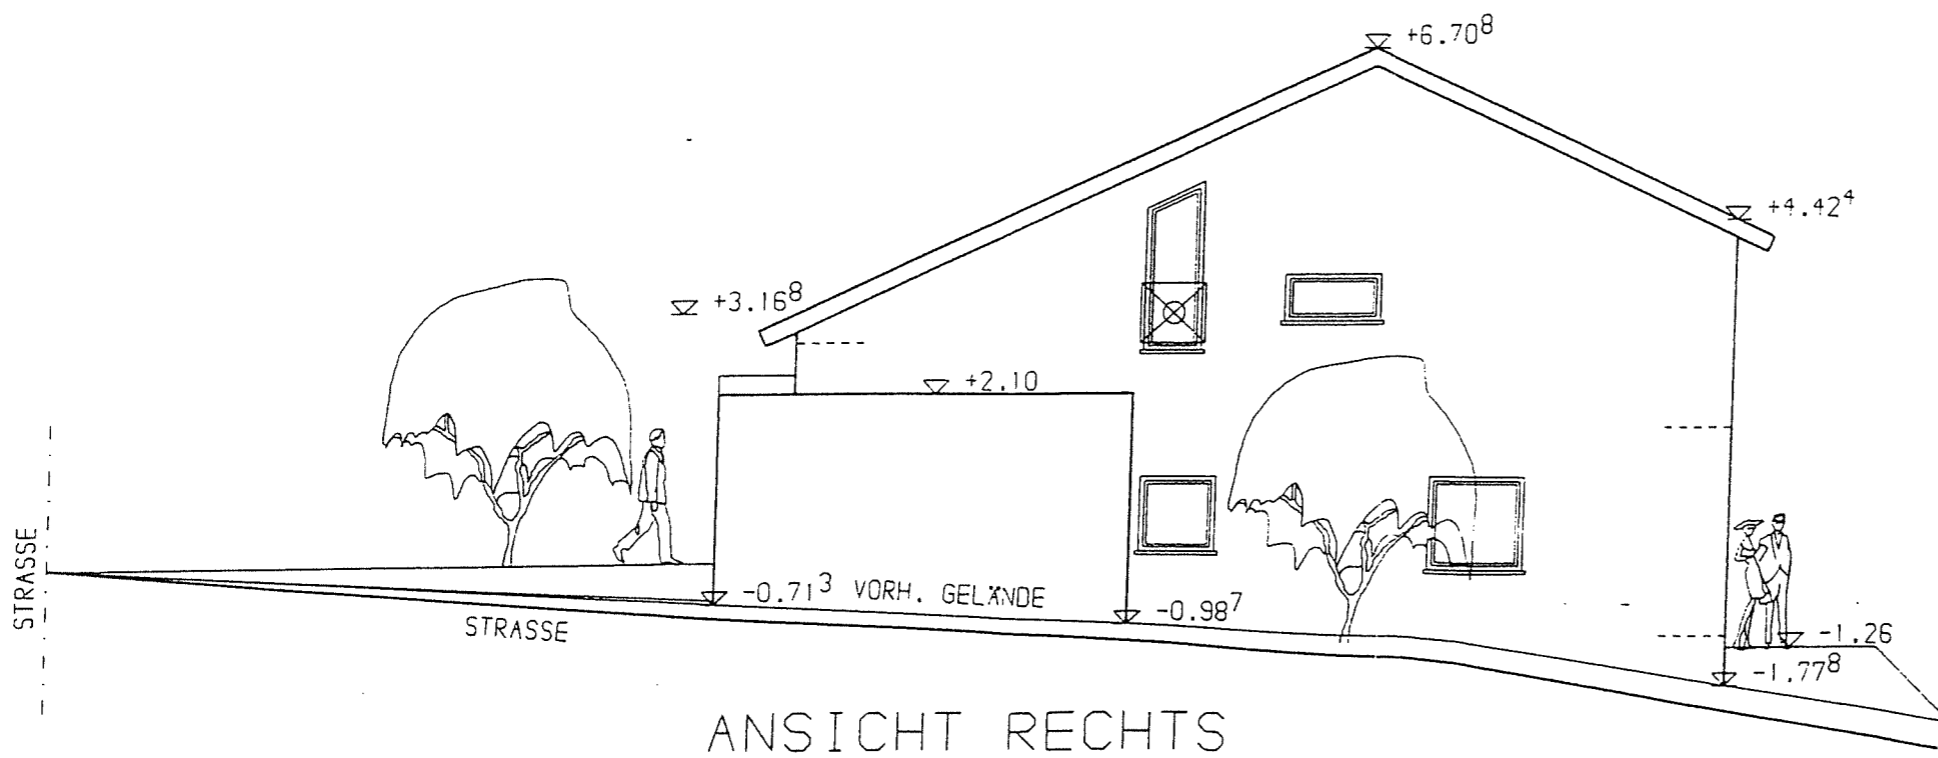 +6.70⁸
+4.42⁴
+3.16⁸
+2.10
STRASSE
-0.71³ VORH. GELÄNDE
-0.98⁷
STRASSE
-1.26
-1.77⁸
ANSICHT RECHTS